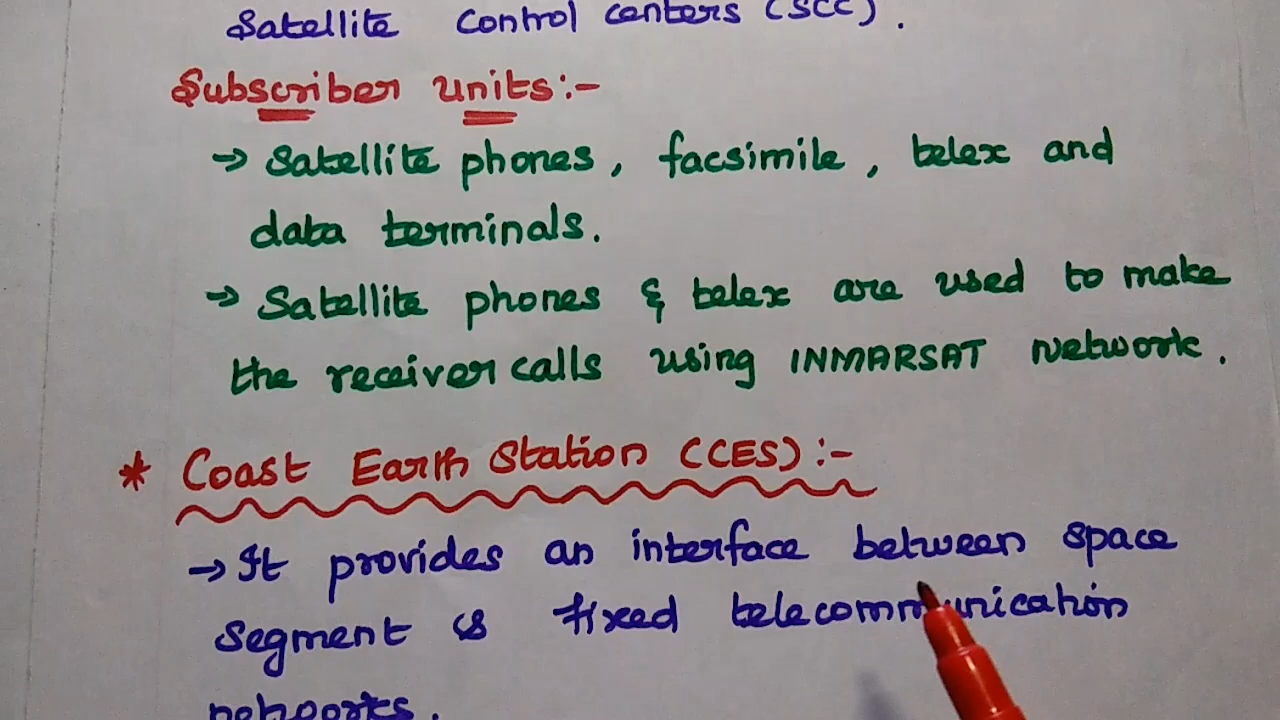 Satellite Control Centers (SCC).
Subscriber units:-
→ Satellite phones, facsimile, telex and
data terminals.
→ Satellite phones & telex are used to make
the receiver calls using INMARSAT Network.
* Coast Earth Station (CES):-
→ It provides an interface between space
segment & fixed telecommunication
networks.